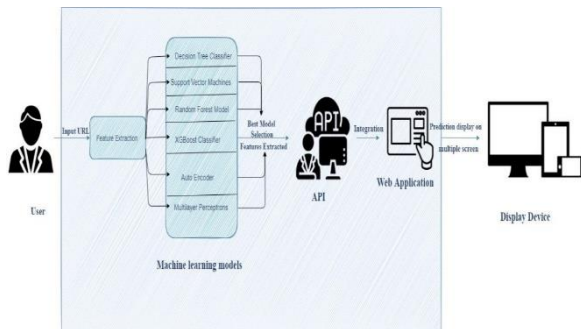 Input URL
User
Feature Extraction
Decision Tree Classifier
Support Vector Machines
Random Forest Model
XGBoost Classifier
Auto Encoder
Multilayer Perceptrons
Machine learning models
Best Model
Selection
Features Extracted
API
API
Integration
Web Application
Prediction display on
multiple screen
Display Device